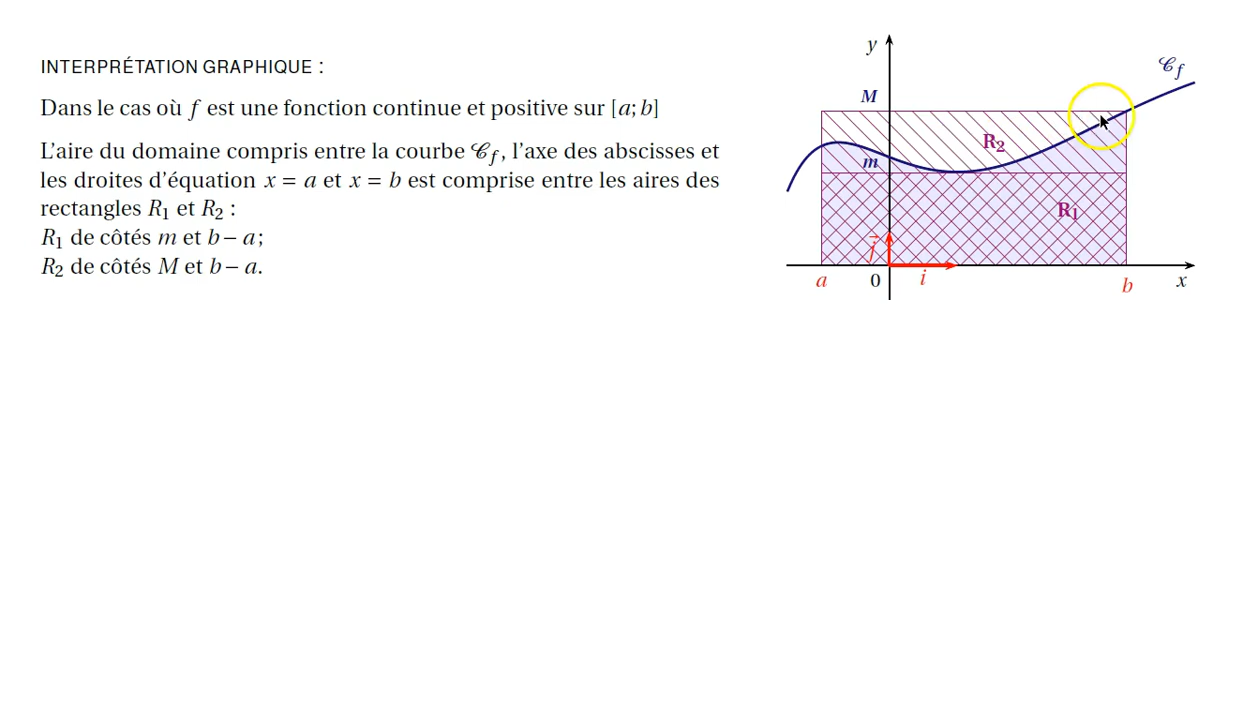 INTERPRÉTATION GRAPHIQUE :
Dans le cas où f est une fonction continue et positive sur [a; b]
L’aire du domaine compris entre la courbe 𝒞f, l’axe des abscisses et
les droites d’équation x = a et x = b est comprise entre les aires des
rectangles R1 et R2 :
R1 de côtés m et b – a ;
R2 de côtés M et b – a.
y
𝒞f
M
R2
m
R1
j
a
0
i
b
x